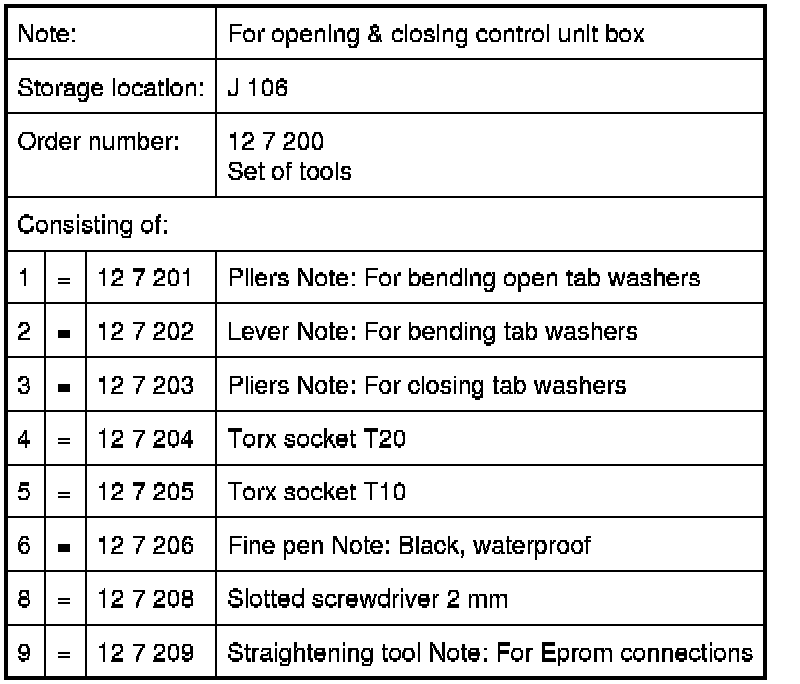 Note: For opening & closing control unit box
Storage location: J 106
Order number: 12 7 200
Set of tools
Consisting of:
1 = 12 7 201 Pliers Note: For bending open tab washers
2 = 12 7 202 Lever Note: For bending tab washers
3 = 12 7 203 Pliers Note: For closing tab washers
4 = 12 7 204 Torx socket T20
5 = 12 7 205 Torx socket T10
6 = 12 7 206 Fine pen Note: Black, waterproof
8 = 12 7 208 Slotted screwdriver 2 mm
9 = 12 7 209 Straightening tool Note: For Eprom connections